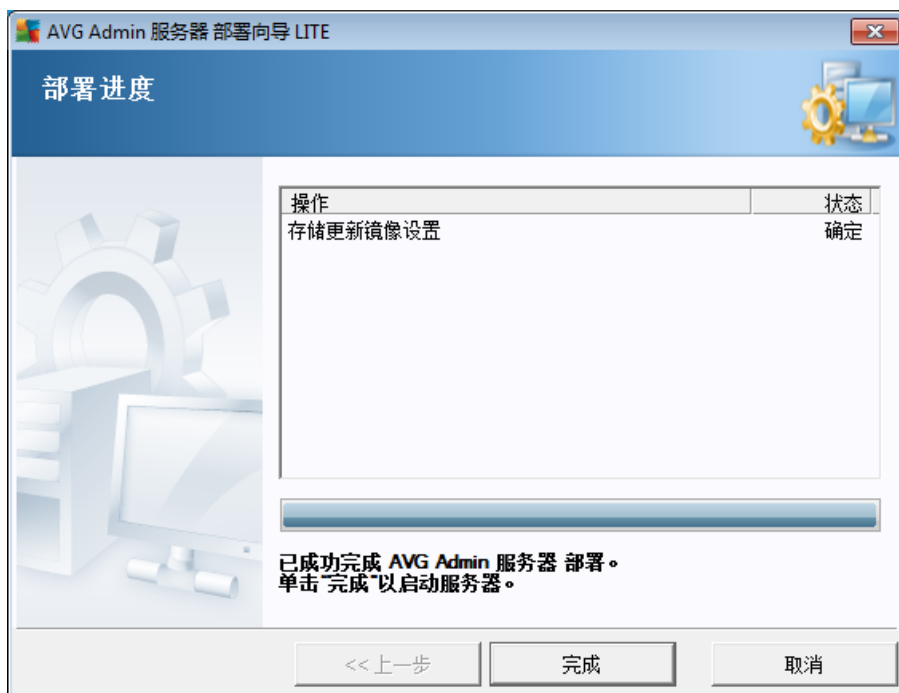 AVG Admin 服务器 部署向导 LITE
部署进度
操作 状态
存储更新镜像设置 确定
已成功完成 AVG Admin 服务器 部署。
单击"完成"以启动服务器。
<<上一步 完成 取消